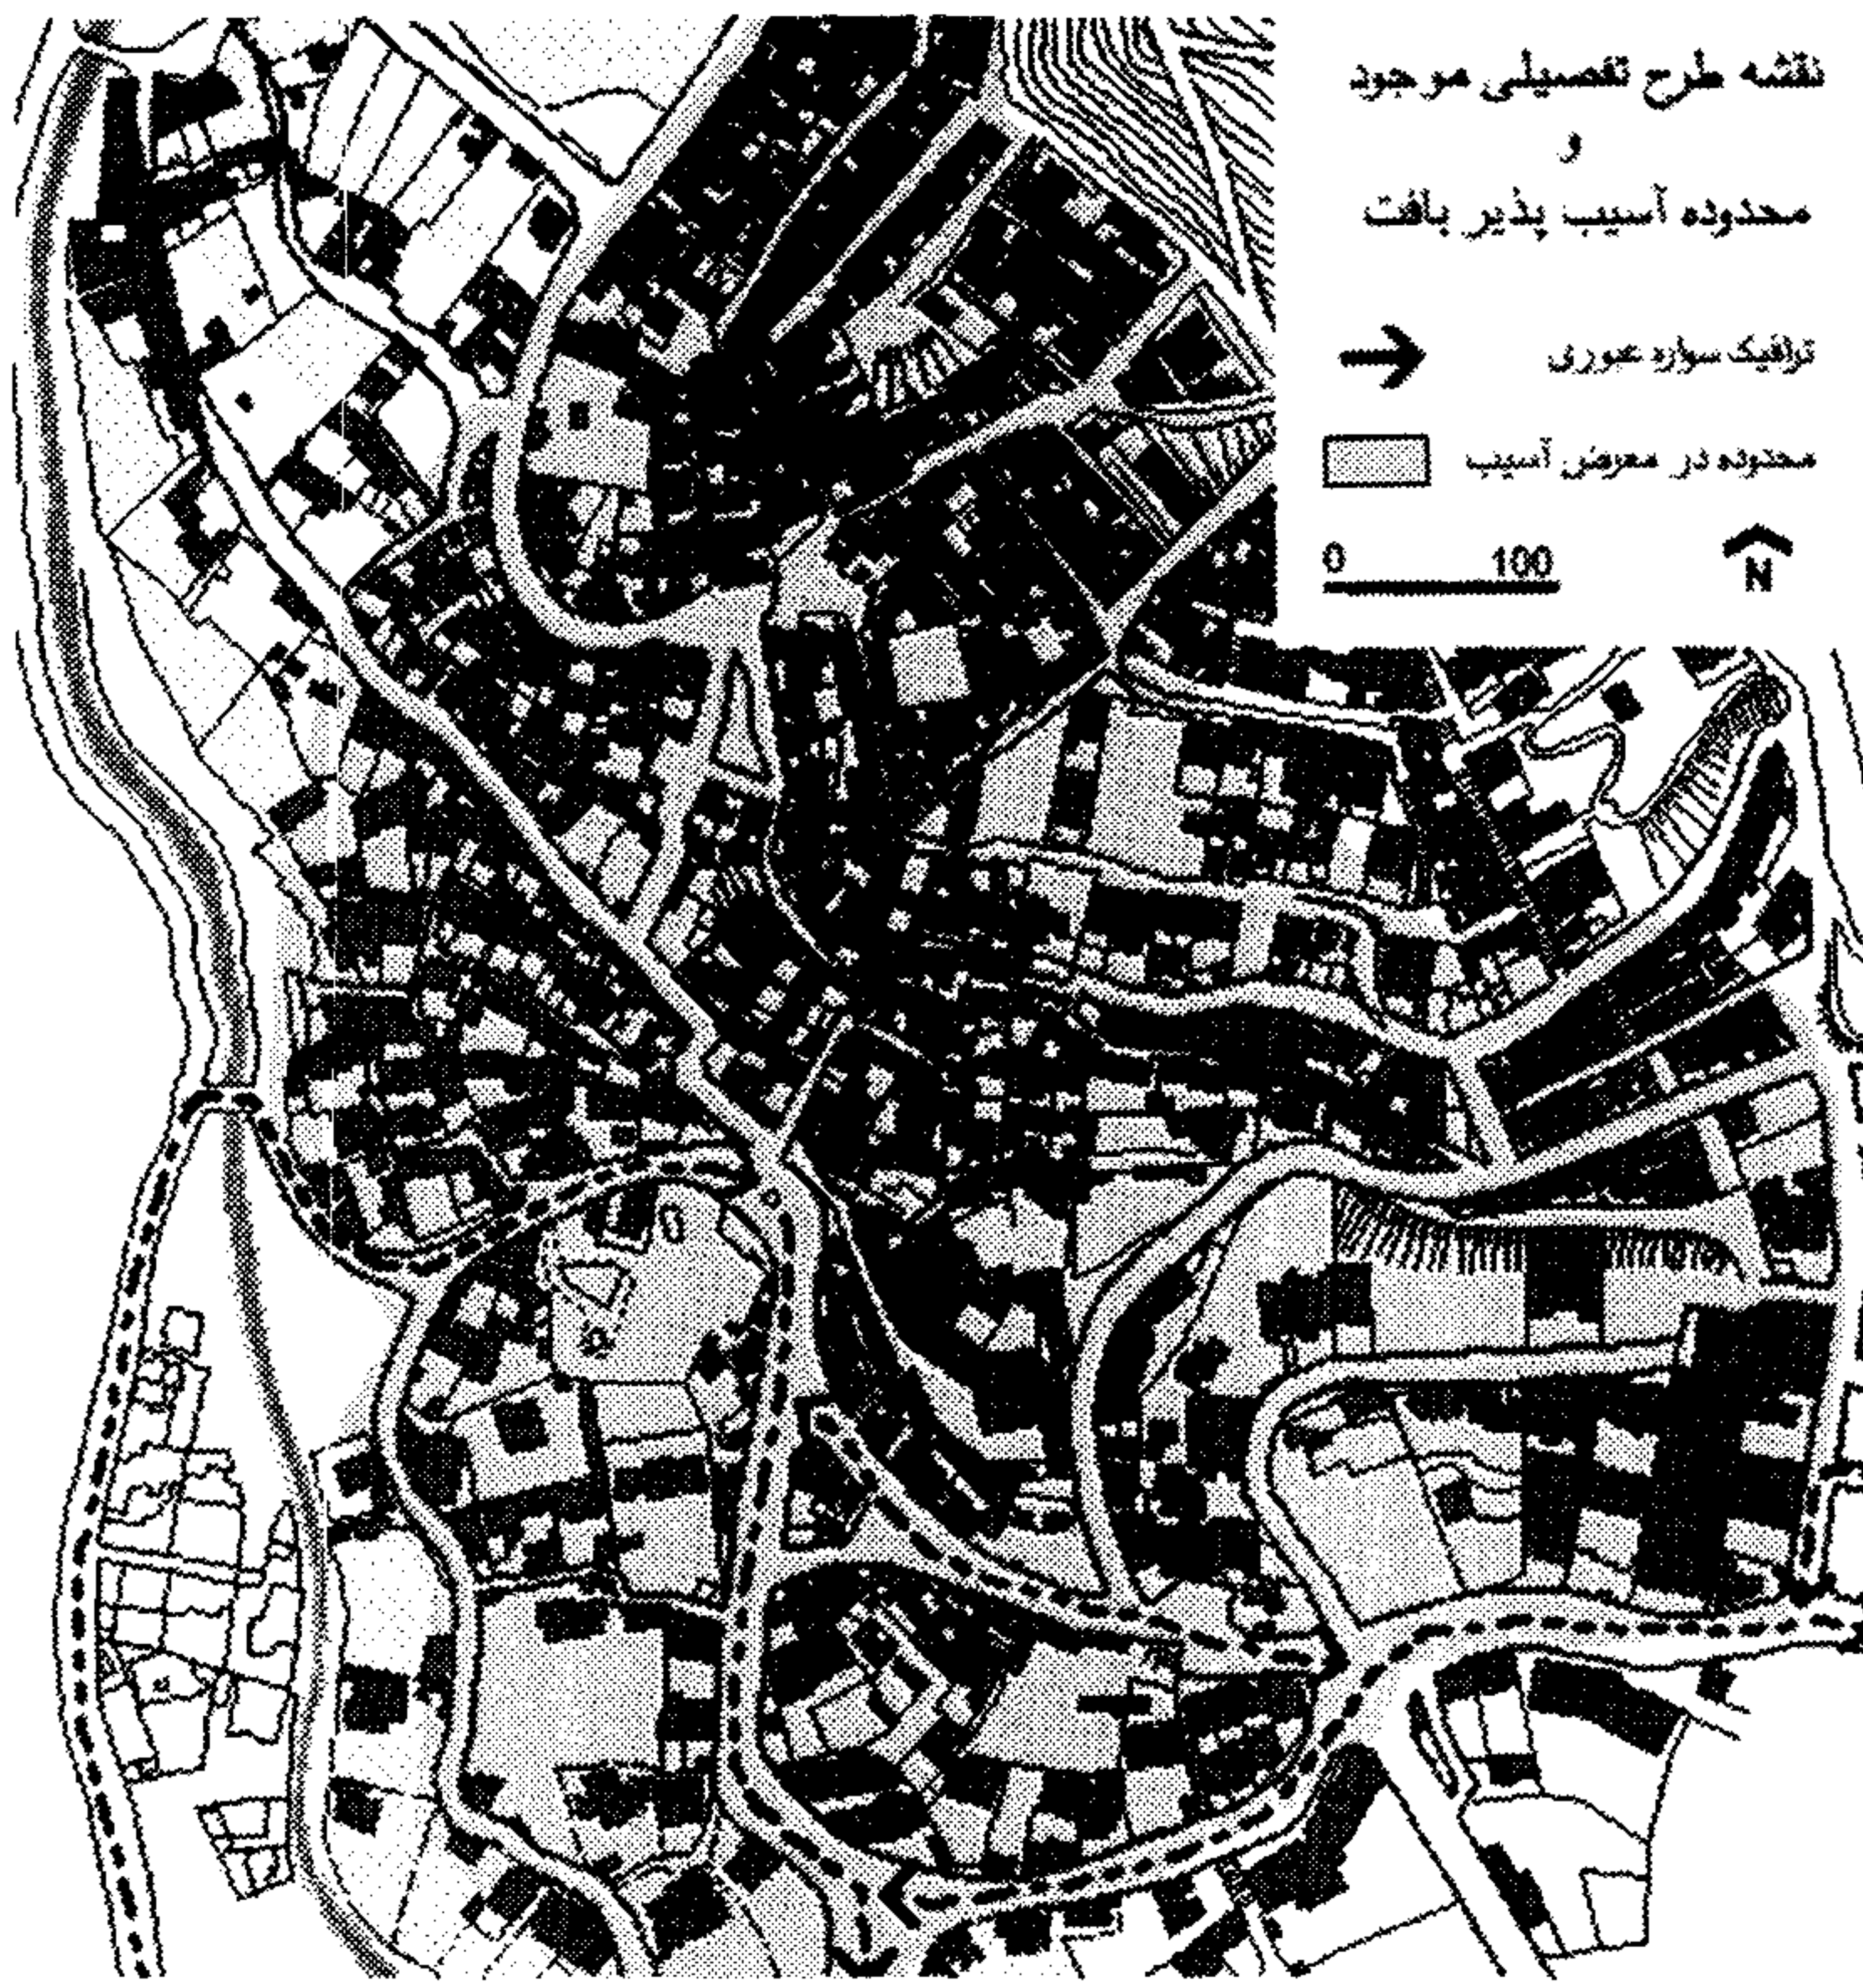 نقشه طرح تفصیلی موجود
و
محدوده آسیب پذیر بافت
ترافیک سواره عبوری
محدوده در معرض آسیب
0 100
N